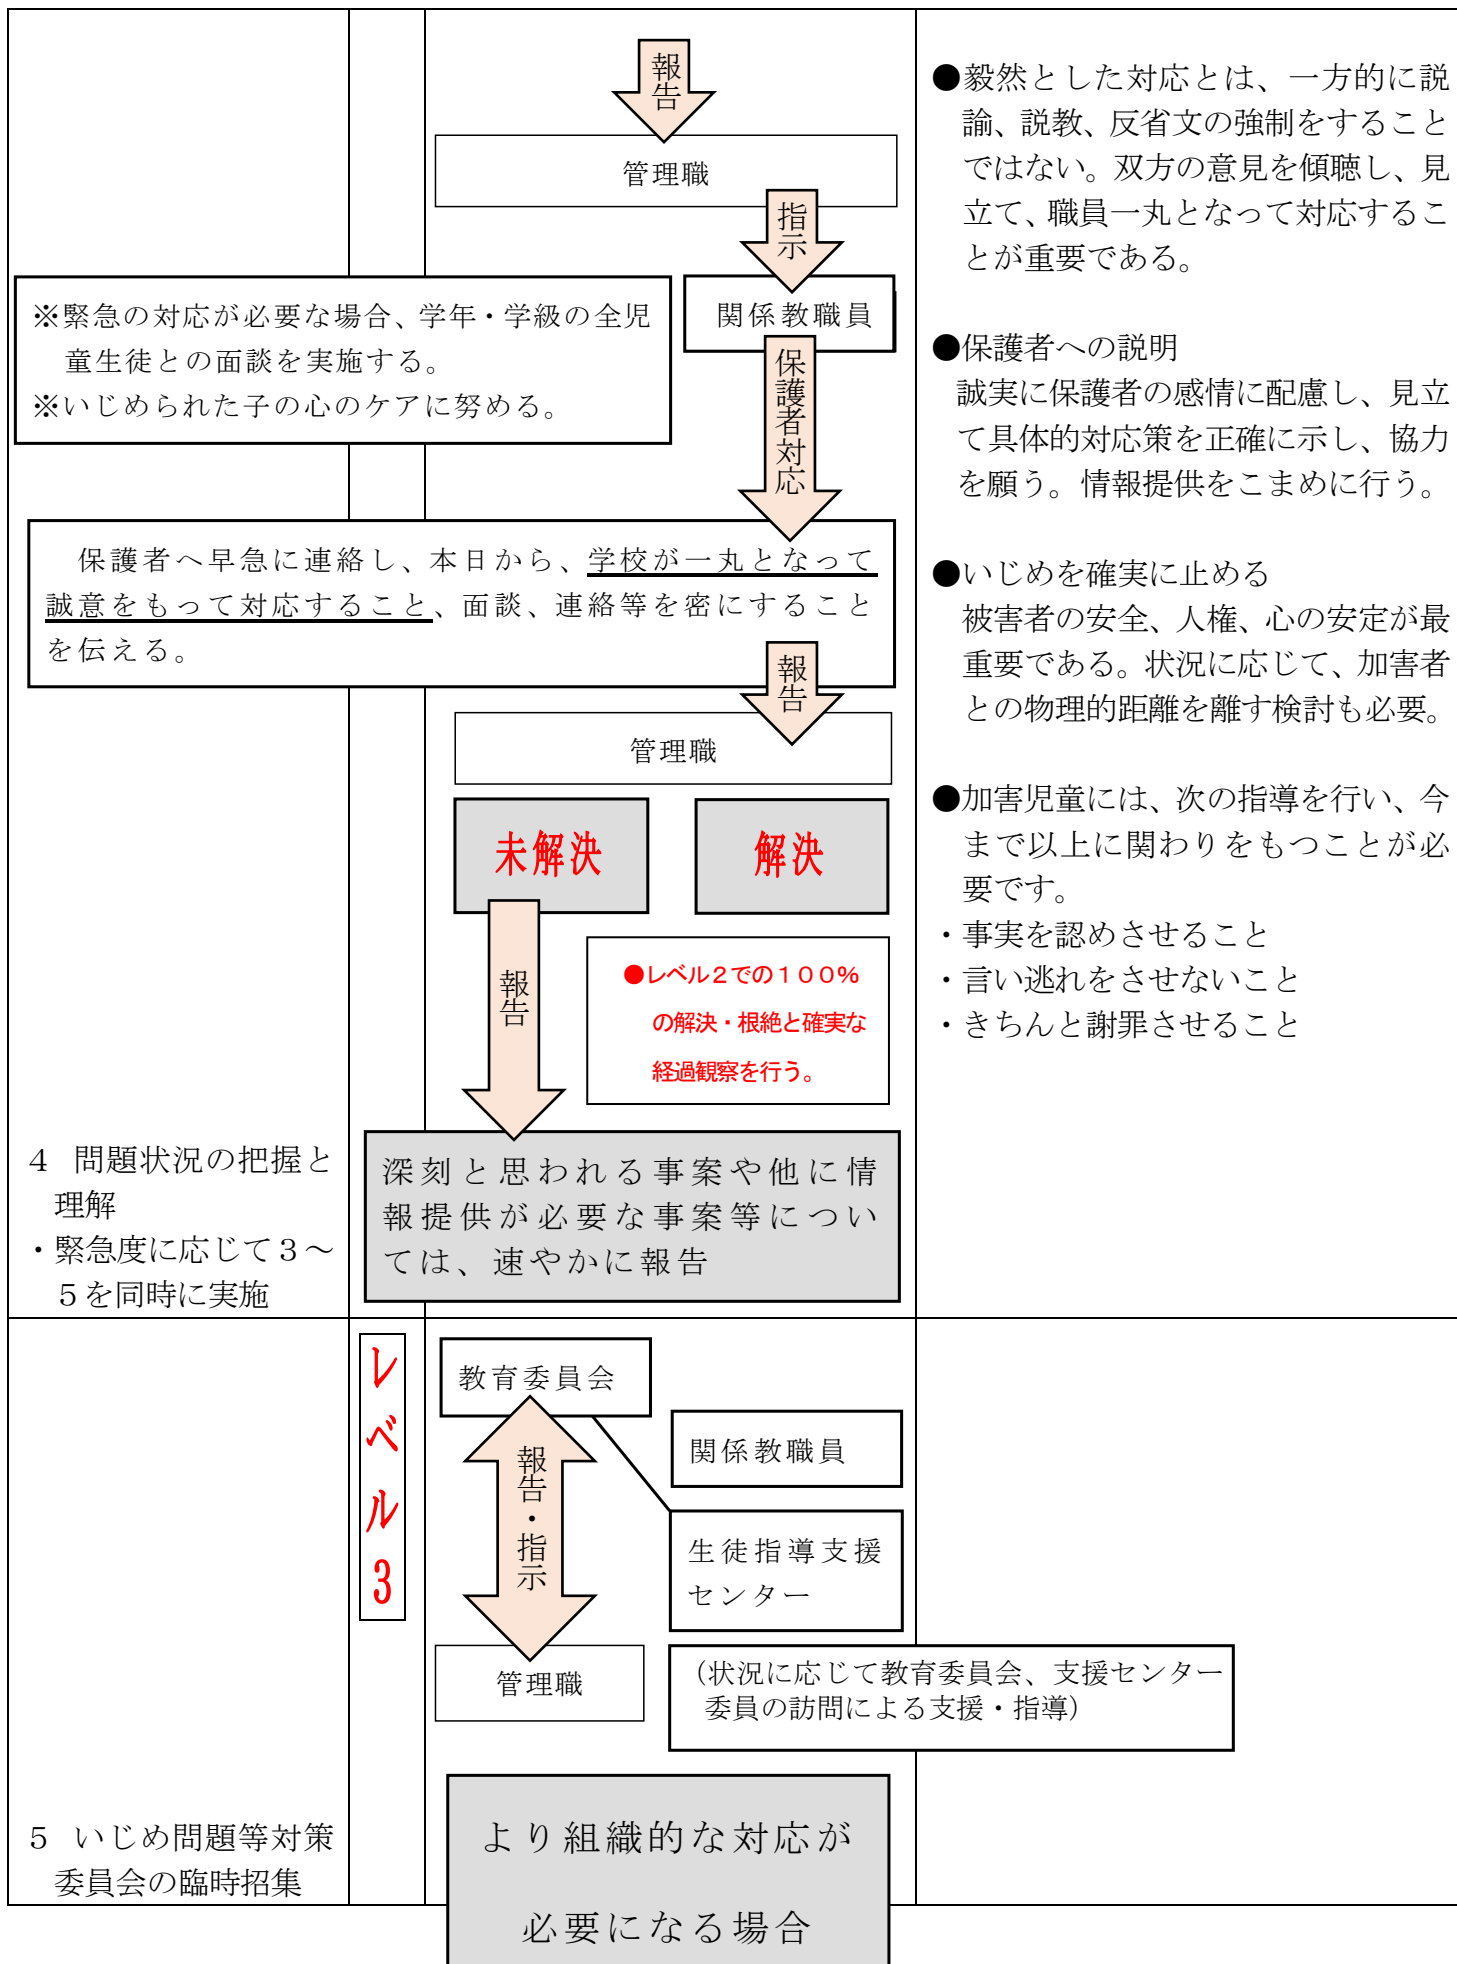 報告
管理職
指示
※緊急の対応が必要な場合、学年・学級の全児
童生徒との面談を実施する。
※いじめられた子の心のケアに努める。
関係教職員
保護者対応
保護者へ早急に連絡し、本日から、学校が一丸となって
誠意をもって対応すること、面談、連絡等を密にすること
を伝える。
報告
管理職
未解決
解決
報告
●レベル2での100%
の解決・根絶と確実な
経過観察を行う。
4 問題状況の把握と
理解
・緊急度に応じて3～
5を同時に実施
深刻と思われる事案や他に情
報提供が必要な事案等につい
ては、速やかに報告
●毅然とした対応とは、一方的に説
諭、説教、反省文の強制をすること
ではない。双方の意見を傾聴し、見
立て、職員一丸となって対応するこ
とが重要である。
●保護者への説明
誠実に保護者の感情に配慮し、見立
て具体的対応策を正確に示し、協力
を願う。情報提供をこまめに行う。
●いじめを確実に止める
被害者の安全、人権、心の安定が最
重要である。状況に応じて、加害者
との物理的距離を離す検討も必要。
●加害児童には、次の指導を行い、今
まで以上に関わりをもつことが必
要です。
・事実を認めさせること
・言い逃れをさせないこと
・きちんと謝罪させること
レベル3
教育委員会
報告・指示
関係教職員
生徒指導支援
センター
管理職
（状況に応じて教育委員会、支援センター
委員の訪問による支援・指導）
5 いじめ問題等対策
委員会の臨時招集
より組織的な対応が
必要になる場合